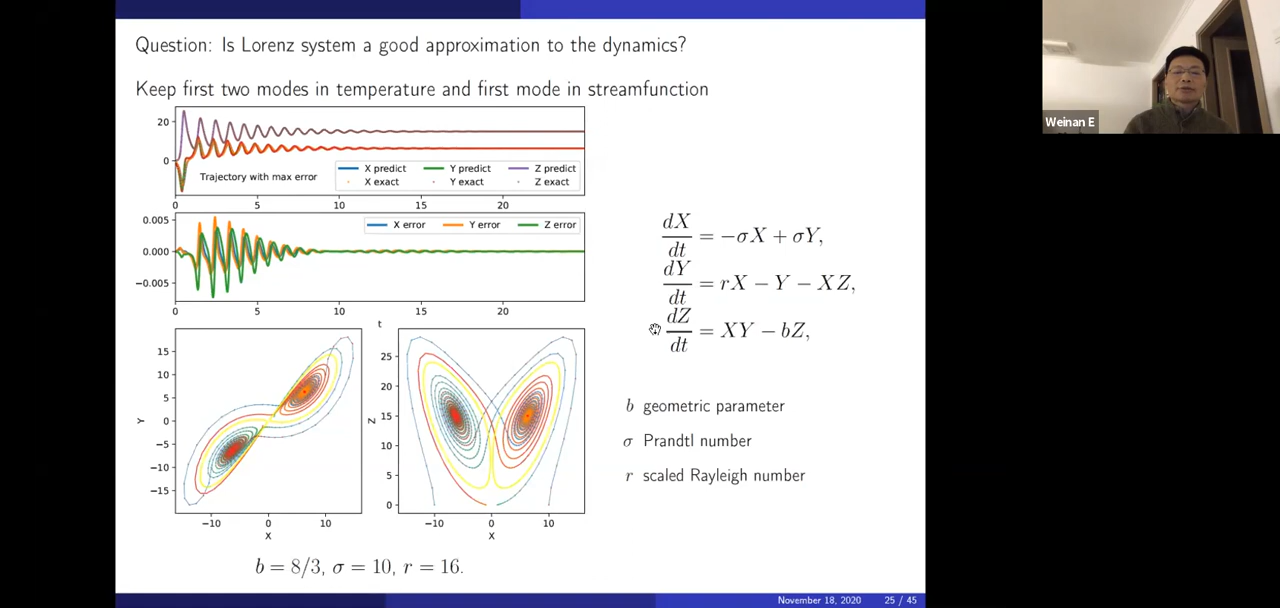 Question: Is Lorenz system a good approximation to the dynamics?
Keep first two modes in temperature and first mode in streamfunction
20
0
Trajectory with max error
X predict Y predict Z predict
X exact Y exact Z exact
0 5 10 15 20
0.005
0.000
−0.005
X error Y error Z error
0 5 10 15 20
t
15
10
5
0
−5
−10
−15
Y
−10 0 10
X
25
20
15
10
5
0
Z
−10 0 10
X
b = 8/3, σ = 10, r = 16.
dX/dt = −σX + σY,
dY/dt = rX − Y − XZ,
dZ/dt = XY − bZ,
b geometric parameter
σ Prandtl number
r scaled Rayleigh number
November 18, 2020 25 / 45
Weinan E